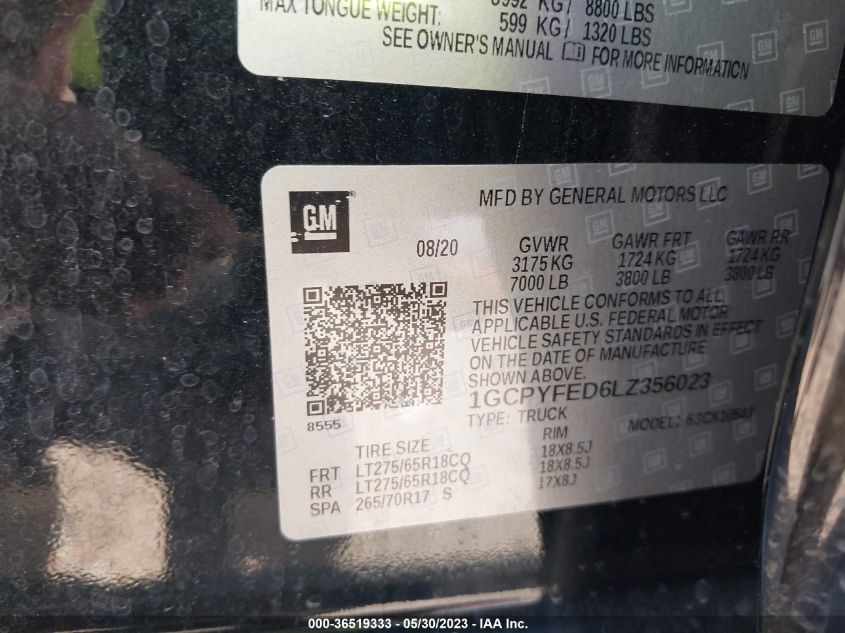 3992 KG / 8800 LBS
MAX TONGUE WEIGHT: 599 KG / 1320 LBS
SEE OWNER'S MANUAL FOR MORE INFORMATION
GM
MFD BY GENERAL MOTORS LLC
08/20
GVWR GAWR FRT GAWR RR
3175 KG 1724 KG 1724 KG
7000 LB 3800 LB 3800 LB
THIS VEHICLE CONFORMS TO ALL
APPLICABLE U.S. FEDERAL MOTOR
VEHICLE SAFETY STANDARDS IN EFFECT
ON THE DATE OF MANUFACTURE
SHOWN ABOVE.
1GCPYFED6LZ356023
8555
TYPE: TRUCK MODEL:
TIRE SIZE RIM
FRT LT275/65R18CQ 18X8.5J
RR LT275/65R18CQ 18X8.5J
SPA 265/70R17 S 17X8J
000-36519333 - 05/30/2023 - IAA Inc.